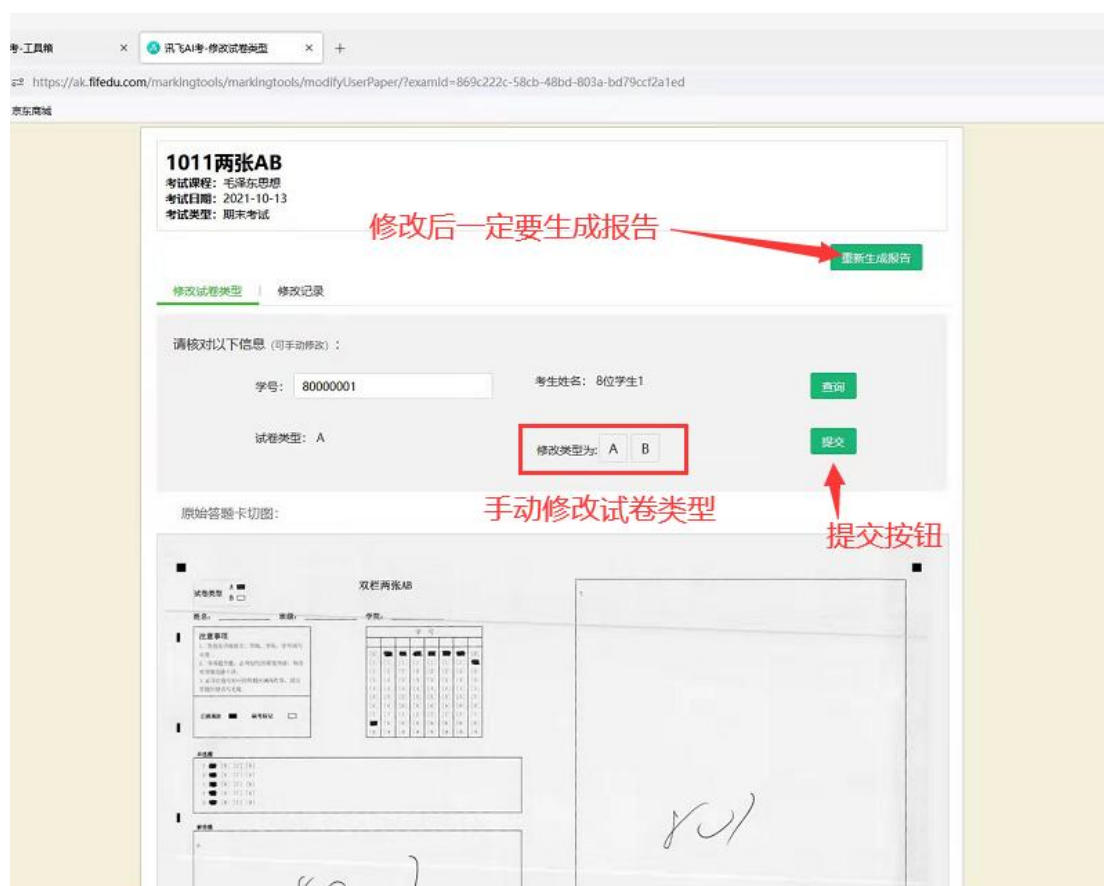 考-工具箱
讯飞AI考-修改试卷类型
https://ak.fifedu.com/markingtools/markingtools/modifyUserPaper/?examId=869c222c-58cb-48bd-803a-bd79ccf2a1ed
京东商城
1011两张AB
考试课程：毛泽东思想
考试日期：2021-10-13
考试类型：期末考试
修改后一定要生成报告
重新生成报告
修改试卷类型 | 修改记录
请核对以下信息（可手动修改）：
学号： 80000001 考生姓名： 8位学生1 查询
试卷类型： A 修改类型为: A B 提交
手动修改试卷类型
原始答题卡切图：
提交按钮
双栏两张AB
试卷类型 A
B
姓名： 班级： 学院：
注意事项
学 号